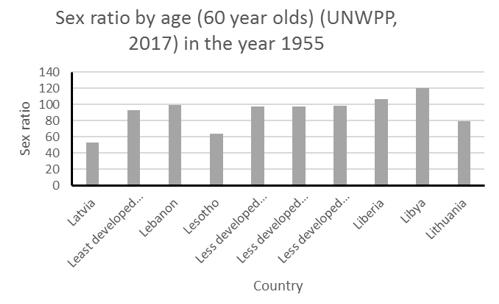 Sex ratio by age (60 year olds) (UNWPP,
2017) in the year 1955
140
120
100
80
60
40
20
0
Sex ratio
Latvia
Least developed...
Lebanon
Lesotho
Less developed...
Less developed...
Less developed...
Liberia
Libya
Lithuania
Country